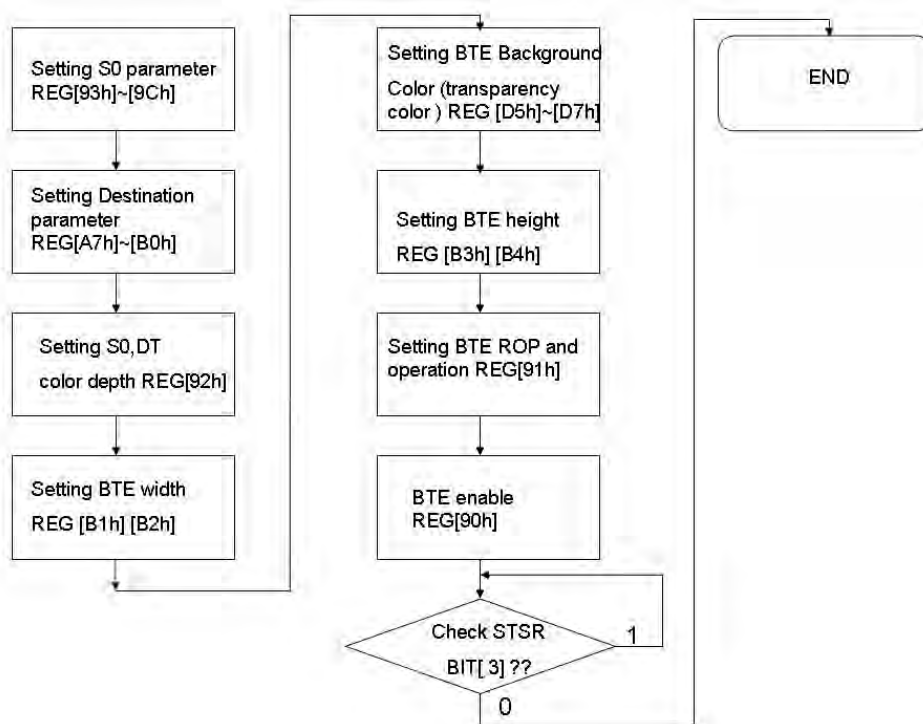 Setting S0 parameter
REG[93h]~[9Ch]
Setting Destination
parameter
REG[A7h]~[B0h]
Setting S0,DT
color depth REG[92h]
Setting BTE width
REG [B1h] [B2h]
Setting BTE Background
Color (transparency
color ) REG [D5h]~[D7h]
Setting BTE height
REG [B3h] [B4h]
Setting BTE ROP and
operation REG[91h]
BTE enable
REG[90h]
Check STSR
BIT[ 3] ??
1
0
END